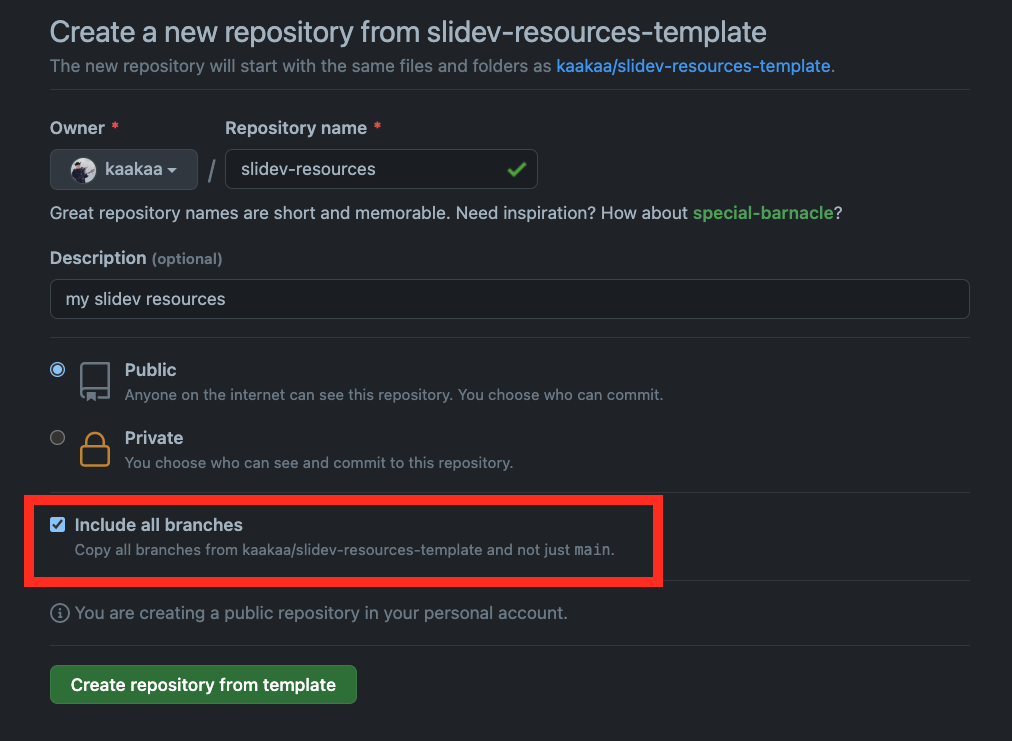 Create a new repository from slidev-resources-template
The new repository will start with the same files and folders as kaakaa/slidev-resources-template.
Owner * Repository name *
kaakaa / slidev-resources
Great repository names are short and memorable. Need inspiration? How about special-barnacle?
Description (optional)
my slidev resources
Public
Anyone on the internet can see this repository. You choose who can commit.
Private
You choose who can see and commit to this repository.
Include all branches
Copy all branches from kaakaa/slidev-resources-template and not just main.
You are creating a public repository in your personal account.
Create repository from template